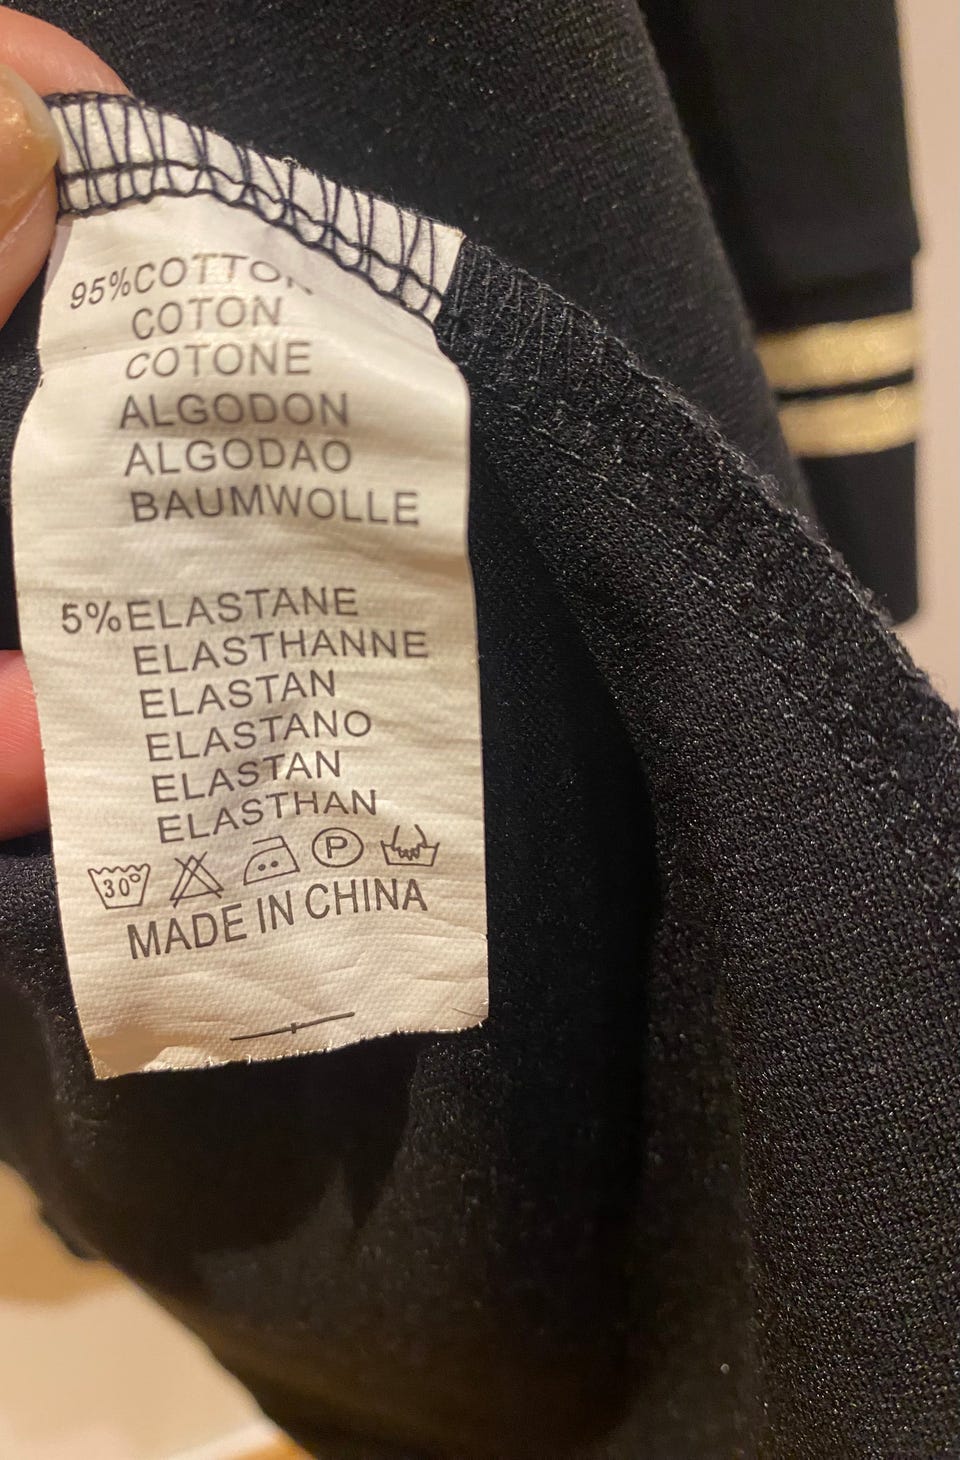 95%COTTON
COTON
COTONE
ALGODON
ALGODAO
BAUMWOLLE
5%ELASTANE
ELASTHANNE
ELASTAN
ELASTANO
ELASTAN
ELASTHAN
30° P
MADE IN CHINA